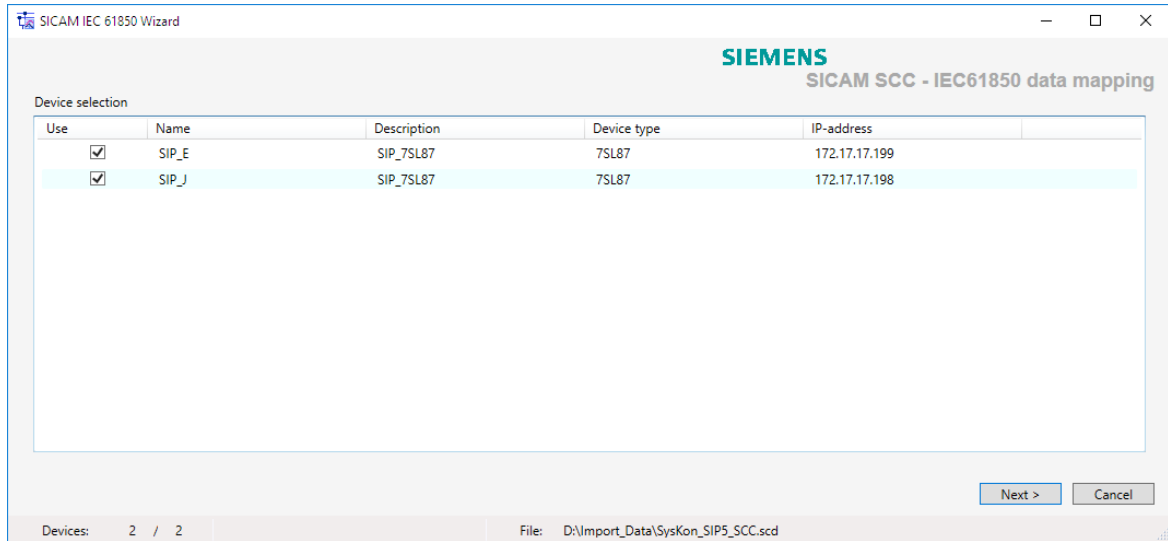 SICAM IEC 61850 Wizard
SIEMENS
SICAM SCC - IEC61850 data mapping
Device selection
Use Name Description Device type IP-address
SIP_E SIP_7SL87 7SL87 172.17.17.199
SIP_J SIP_7SL87 7SL87 172.17.17.198
Next > Cancel
Devices: 2 / 2 File: D:\Import_Data\SysKon_SIP5_SCC.scd